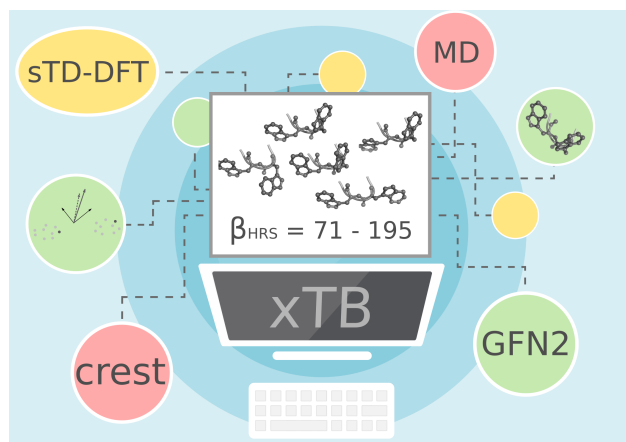 sTD-DFT
MD
βHRS = 71 - 195
xTB
GFN2
crest